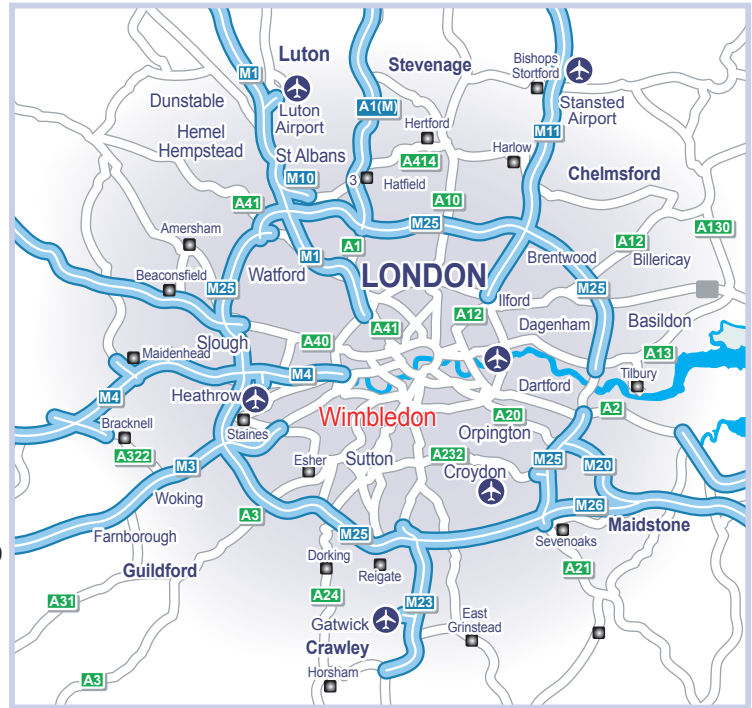 Luton
Stevenage
Bishops
Stortford
M1
Dunstable
Luton
Airport
A1(M)
Stansted
Airport
Hertford
M11
Hemel
Hempstead
St Albans
A414
Harlow
M10
3
Hatfield
Chelmsford
A41
A10
A130
M25
Amersham
A1
A12
Watford
M1
Brentwood
Billericay
Beaconsfield
LONDON
M25
M25
Ilford
A12
Dagenham
Basildon
A41
Slough
A40
A13
Maidenhead
M4
Tilbury
Dartford
M4
Heathrow
A2
Wimbledon
A20
Bracknell
Staines
Orpington
A322
Esher
Sutton
A232
M25
M20
M3
Croydon
Woking
M26
A3
Maidstone
M25
Farnborough
Sevenoaks
Dorking
Guildford
Reigate
A21
A24
M23
A31
Gatwick
East
Grinstead
Crawley
Horsham
A3